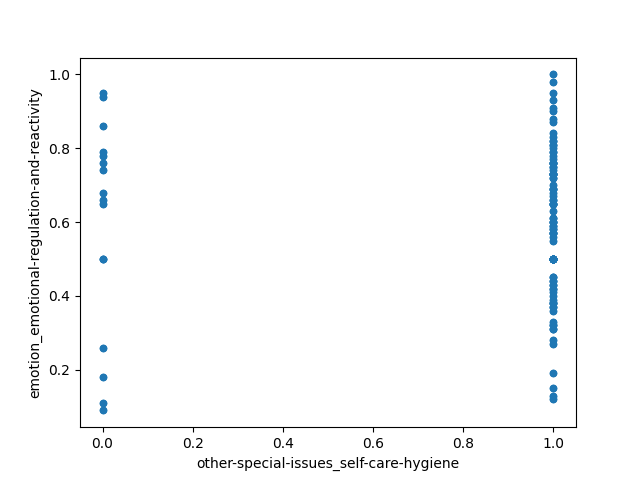 1.0
0.8
0.6
0.4
0.2
emotion_emotional-regulation-and-reactivity
0.0 0.2 0.4 0.6 0.8 1.0
other-special-issues_self-care-hygiene